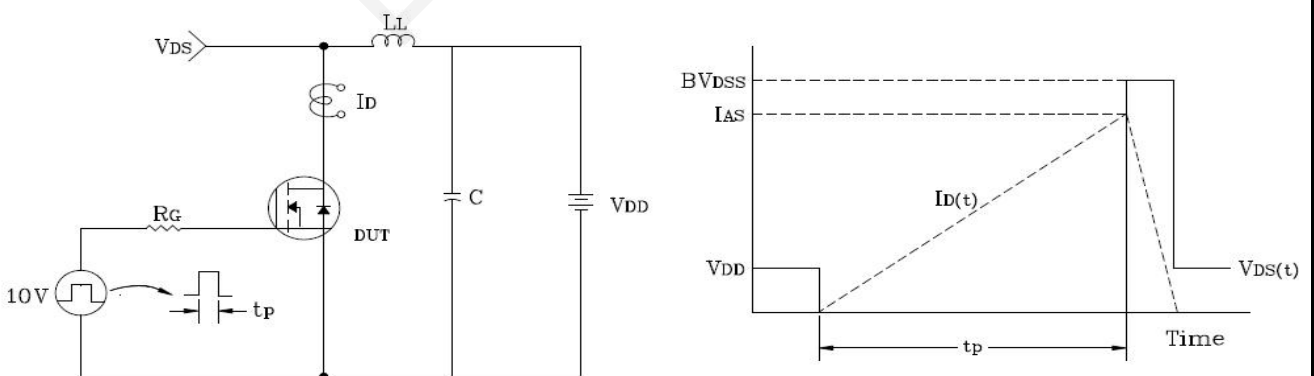 LL
VDS
ID
RG
DUT
C
VDD
10V
tP
BVDSS
IAS
ID(t)
VDD
VDS(t)
tp
Time